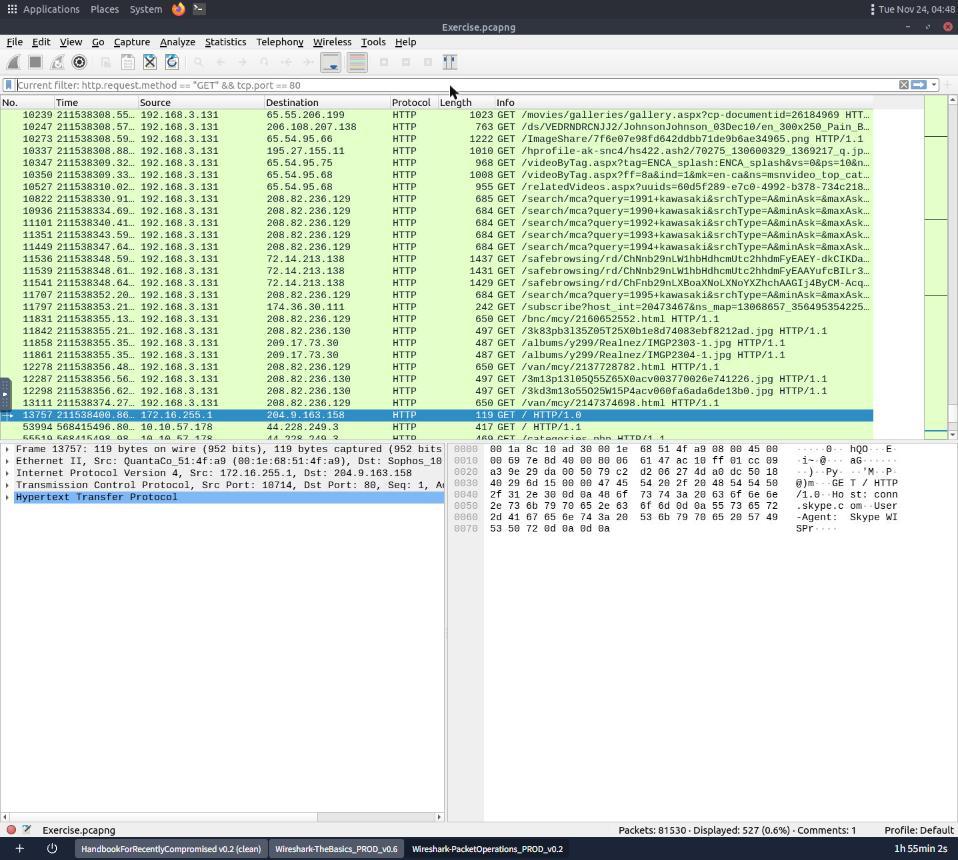 Applications Places System Tue Nov 24, 04:48
Exercise.pcapng
File Edit View Go Capture Analyze Statistics Telephony Wireless Tools Help
Current filter: http.request.method == "GET" && tcp.port == 80
No. Time Source Destination Protocol Length Info
10239 211538308.55… 192.168.3.131 65.55.206.199 HTTP 1023 GET /movies/galleries/gallery.aspx?cp-documentid=26184969 HTT…
10247 211538308.57… 192.168.3.131 206.108.207.138 HTTP 763 GET /ds/VEDRNDRCNJJ2/JohnsonJohnson_03Dec10/en_300x250_Pain_B…
10273 211538308.59… 192.168.3.131 65.54.95.66 HTTP 1222 GET /ImageShare/7f6e07e98fd642ddbb71de9b6ae34965.png HTTP/1.1
10337 211538308.88… 192.168.3.131 195.27.155.11 HTTP 1010 GET /hprofile-ak-snc4/hs422.ash2/70275_130600329_1369217_q.jp…
10347 211538309.32… 192.168.3.131 65.54.95.75 HTTP 968 GET /videoByTag.aspx?tag=ENCA_splash:ENCA_splash&vs=0&ps=10&n…
10350 211538309.33… 192.168.3.131 65.54.95.68 HTTP 1008 GET /videoByTag.aspx?ff=8a&ind=1&mk=en-ca&ns=msnvideo_top_cat…
10527 211538310.02… 192.168.3.131 65.54.95.68 HTTP 955 GET /relatedVideos.aspx?uuids=60d5f289-e7c0-4992-b378-734c218…
10822 211538330.91… 192.168.3.131 208.82.236.129 HTTP 685 GET /search/mca?query=1991+kawasaki&srchType=A&minAsk=&maxAsk…
10936 211538334.69… 192.168.3.131 208.82.236.129 HTTP 684 GET /search/mca?query=1990+kawasaki&srchType=A&minAsk=&maxAsk…
11101 211538340.41… 192.168.3.131 208.82.236.129 HTTP 684 GET /search/mca?query=1992+kawasaki&srchType=A&minAsk=&maxAsk…
11351 211538343.59… 192.168.3.131 208.82.236.129 HTTP 684 GET /search/mca?query=1993+kawasaki&srchType=A&minAsk=&maxAsk…
11449 211538347.64… 192.168.3.131 208.82.236.129 HTTP 684 GET /search/mca?query=1994+kawasaki&srchType=A&minAsk=&maxAsk…
11536 211538348.59… 192.168.3.131 72.14.213.138 HTTP 1437 GET /safebrowsing/rd/ChNnb29nLW1hbHdhcmUtc2hhdmFyEAEY-dkCIKDa…
11539 211538348.61… 192.168.3.131 72.14.213.138 HTTP 1431 GET /safebrowsing/rd/ChNnb29nLW1hbHdhcmUtc2hhdmFyEAAYufcBILr3…
11541 211538348.64… 192.168.3.131 72.14.213.138 HTTP 1429 GET /safebrowsing/rd/ChFnb29nLXBoaXNoLXNoYXZhchAAGIj4ByCM-Acq…
11707 211538352.20… 192.168.3.131 208.82.236.129 HTTP 684 GET /search/mca?query=1995+kawasaki&srchType=A&minAsk=&maxAsk…
11797 211538353.21… 192.168.3.131 174.36.30.111 HTTP 242 GET /subscribe?host_int=20473467&ns_map=13068657_356495354225…
11831 211538355.13… 192.168.3.131 208.82.236.129 HTTP 650 GET /bnc/mcy/2160652552.html HTTP/1.1
11842 211538355.34… 192.168.3.131 208.82.236.130 HTTP 497 GET /3k83pb3l35Z05T25X0b1e8d74083ebf8212ad.jpg HTTP/1.1
11858 211538355.35… 192.168.3.131 209.17.73.30 HTTP 487 GET /albums/y299/Realnez/IMGP2303-1.jpg HTTP/1.1
11861 211538355.35… 192.168.3.131 209.17.73.30 HTTP 487 GET /albums/y299/Realnez/IMGP2304-1.jpg HTTP/1.1
12278 211538356.48… 192.168.3.131 208.82.236.129 HTTP 650 GET /van/mcy/2137728782.html HTTP/1.1
12287 211538356.56… 192.168.3.131 208.82.236.130 HTTP 497 GET /3m13p13l05Q55Z65X0acv003770026e741226.jpg HTTP/1.1
12298 211538356.62… 192.168.3.131 208.82.236.130 HTTP 497 GET /3kd3m13o55O25W15P4acv060fa6ada6de13b0.jpg HTTP/1.1
13111 211538374.27… 192.168.3.131 208.82.236.129 HTTP 650 GET /van/mcy/2147374698.html HTTP/1.1
13757 211538400.86… 172.16.255.1 204.9.163.158 HTTP 119 GET / HTTP/1.0
53994 568415496.80… 10.10.57.178 44.228.249.3 HTTP 417 GET / HTTP/1.1
55519 568415498.98… 10.10.57.178 44.228.249.3 HTTP 469 GET /categories.php HTTP/1.1
Frame 13757: 119 bytes on wire (952 bits), 119 bytes captured (952 bits
Ethernet II, Src: QuantaCo_51:4f:a9 (00:1e:68:51:4f:a9), Dst: Sophos_10
Internet Protocol Version 4, Src: 172.16.255.1, Dst: 204.9.163.158
Transmission Control Protocol, Src Port: 10714, Dst Port: 80, Seq: 1, A
Hypertext Transfer Protocol
0000 00 1a 8c 10 ad 30 00 1e 68 51 4f a9 08 00 45 00 ·····0·· hQO···E·
0010 00 69 7e 8d 40 00 80 06 61 47 ac 10 ff 01 cc 09 ·i~·@··· aG······
0020 a3 9e 29 da 00 50 79 c2 d2 06 27 4d a0 dc 50 18 ··)··Py· ··'M··P·
0030 40 29 6d 15 00 00 47 45 54 20 2f 20 48 54 54 50 @)m···GE T / HTTP
0040 2f 31 2e 30 0d 0a 48 6f 73 74 3a 20 63 6f 6e 6e /1.0··Ho st: conn
0050 2e 73 6b 79 70 65 2e 63 6f 6d 0d 0a 55 73 65 72 .skype.c om··User
0060 2d 41 67 65 6e 74 3a 20 53 6b 79 70 65 20 57 49 -Agent: Skype WI
0070 53 50 72 0d 0a 0d 0a SPr····
Exercise.pcapng Packets: 81530 · Displayed: 527 (0.6%) · Comments: 1 Profile: Default
HandbookForRecentlyCompromised v0.2 (clean) Wireshark-TheBasics_PROD_v0.6 Wireshark-PacketOperations_PROD_v0.2 1h 55min 2s